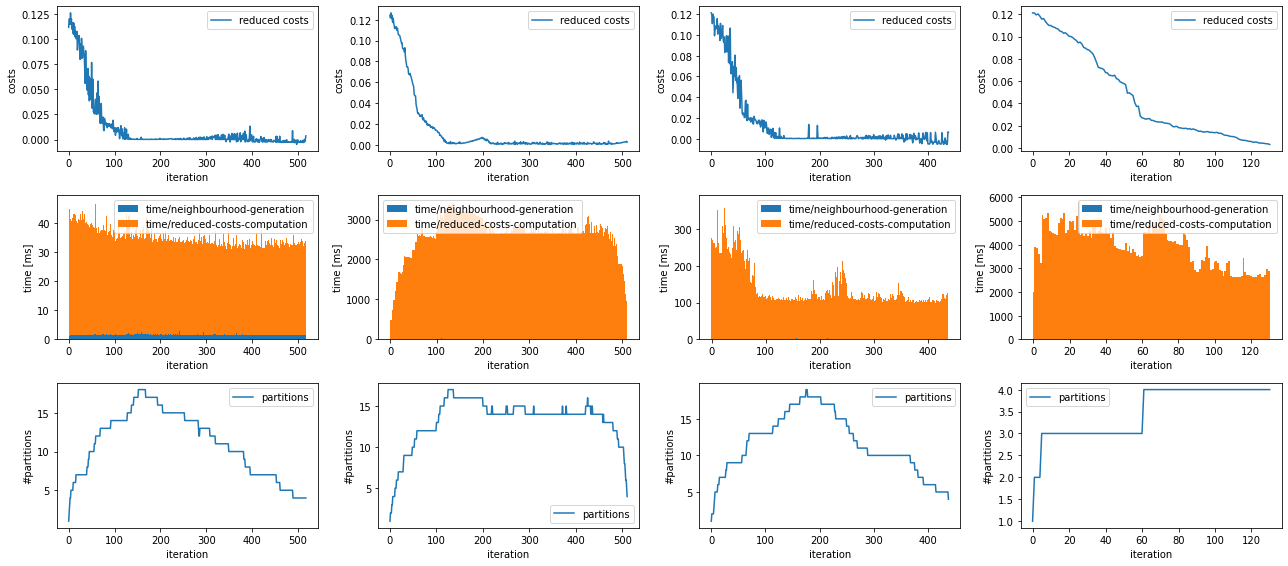 0.125
0.100
0.075
0.050
0.025
0.000
costs
reduced costs
0 100 200 300 400 500
iteration
0.12
0.10
0.08
0.06
0.04
0.02
0.00
costs
reduced costs
0 100 200 300 400 500
iteration
0.12
0.10
0.08
0.06
0.04
0.02
0.00
costs
reduced costs
0 100 200 300 400
iteration
0.12
0.10
0.08
0.06
0.04
0.02
0.00
costs
reduced costs
0 20 40 60 80 100 120
iteration
40
30
20
10
0
time [ms]
time/neighbourhood-generation
time/reduced-costs-computation
0 100 200 300 400 500
iteration
3000
2000
1000
0
time [ms]
time/neighbourhood-generation
time/reduced-costs-computation
0 100 200 300 400 500
iteration
300
200
100
0
time [ms]
time/neighbourhood-generation
time/reduced-costs-computation
0 100 200 300 400
iteration
6000
5000
4000
3000
2000
1000
0
time [ms]
time/neighbourhood-generation
time/reduced-costs-computation
0 20 40 60 80 100 120
iteration
15
10
5
#partitions
partitions
0 100 200 300 400 500
iteration
15
10
5
#partitions
partitions
0 100 200 300 400 500
iteration
15
10
5
#partitions
partitions
0 100 200 300 400
iteration
4.0
3.5
3.0
2.5
2.0
1.5
1.0
#partitions
partitions
0 20 40 60 80 100 120
iteration